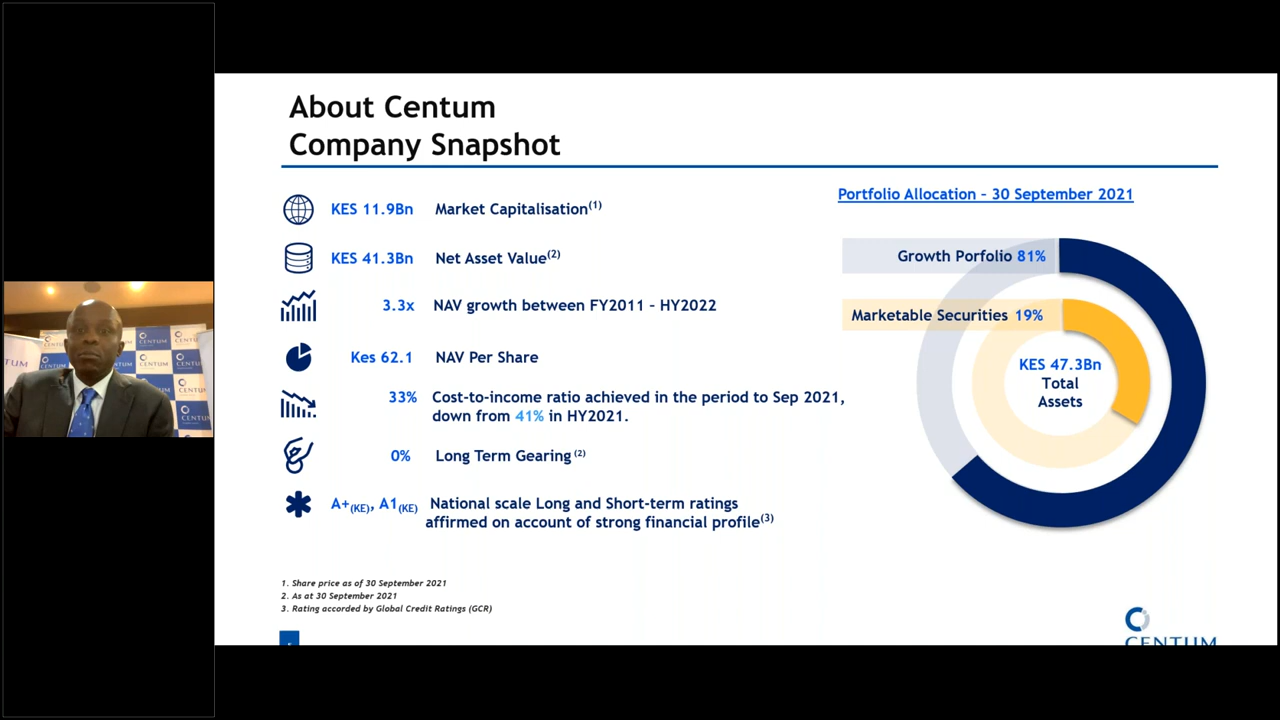 About Centum
Company Snapshot
KES 11.9Bn Market Capitalisation(1)
KES 41.3Bn Net Asset Value(2)
3.3x NAV growth between FY2011 – HY2022
Kes 62.1 NAV Per Share
33% Cost-to-income ratio achieved in the period to Sep 2021,
down from 41% in HY2021.
0% Long Term Gearing (2)
A+(KE), A1(KE) National scale Long and Short-term ratings
affirmed on account of strong financial profile(3)
Portfolio Allocation – 30 September 2021
Growth Porfolio 81%
Marketable Securities 19%
KES 47.3Bn
Total
Assets
1. Share price as of 30 September 2021
2. As at 30 September 2021
3. Rating accorded by Global Credit Ratings (GCR)
CENTUM
CENTUM
CENTUM
CENTUM